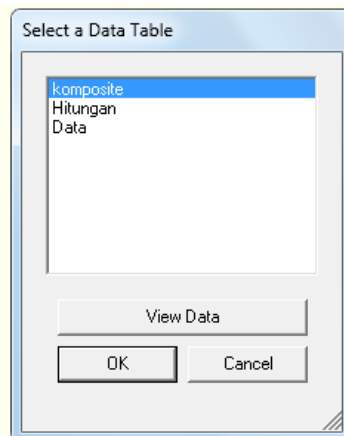 Select a Data Table
komposite
Hitungan
Data
View Data
OK Cancel